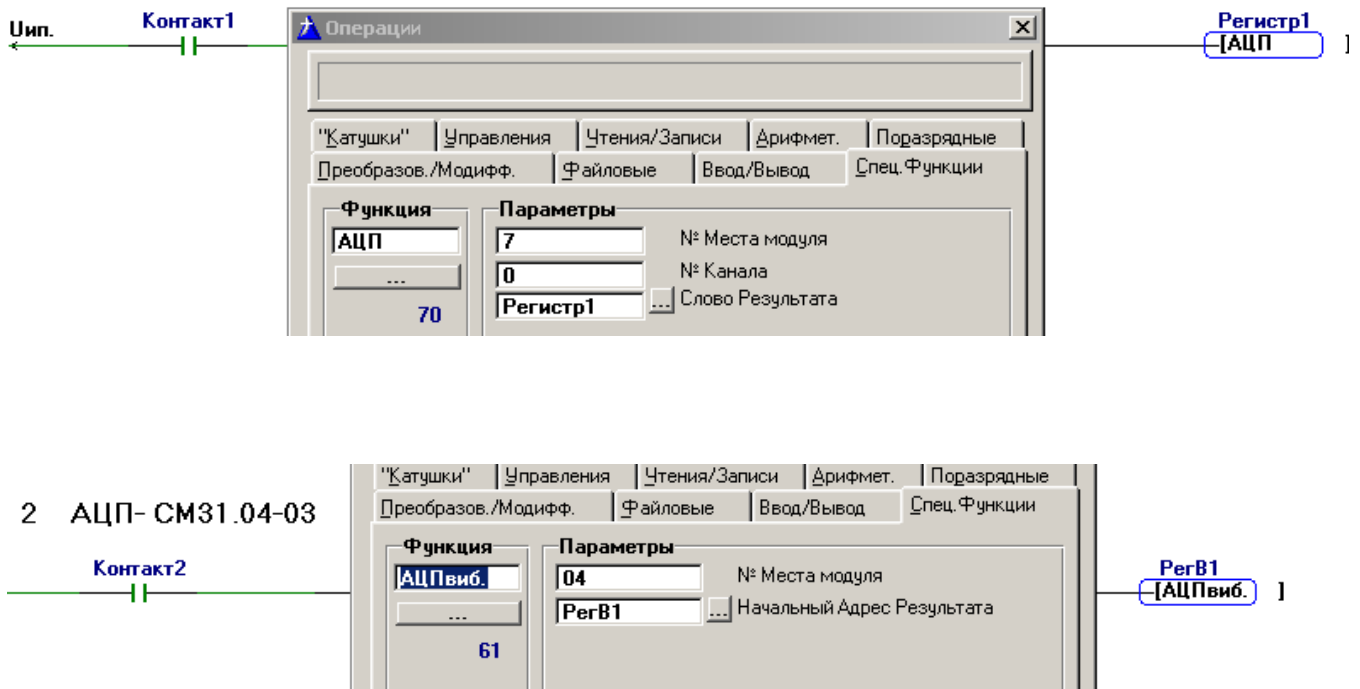 Uип.
Контакт1
Операции
Регистр1
[АЦП ]
"Катушки" Управления Чтения/Записи Арифмет. Поразрядные
Преобразов./Модифф. Файловые Ввод/Вывод Спец.Функции
Функция Параметры
АЦП 7 № Места модуля
... 0 № Канала
Регистр1 ... Слово Результата
70
"Катушки" Управления Чтения/Записи Арифмет. Поразрядные
Преобразов./Модифф. Файловые Ввод/Вывод Спец.Функции
2 АЦП- СМ31.04-03
Функция Параметры
Контакт2
АЦПвиб. 04 № Места модуля
... РегВ1 ... Начальный Адрес Результата
61
РегВ1
[АЦПвиб. ]